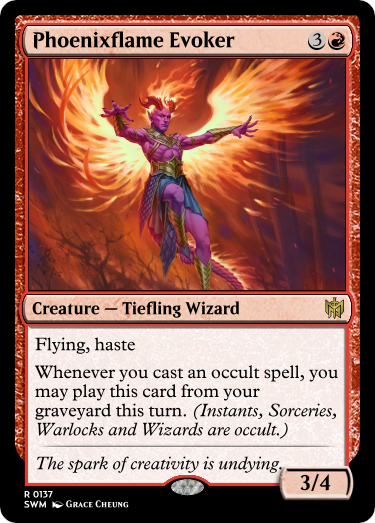 Phoenixflame Evoker 3
Creature — Tiefling Wizard
Flying, haste
Whenever you cast an occult spell, you
may play this card from your
graveyard this turn. (Instants, Sorceries,
Warlocks and Wizards are occult.)
The spark of creativity is undying.
3/4
R 0137
SWM GRACE CHEUNG